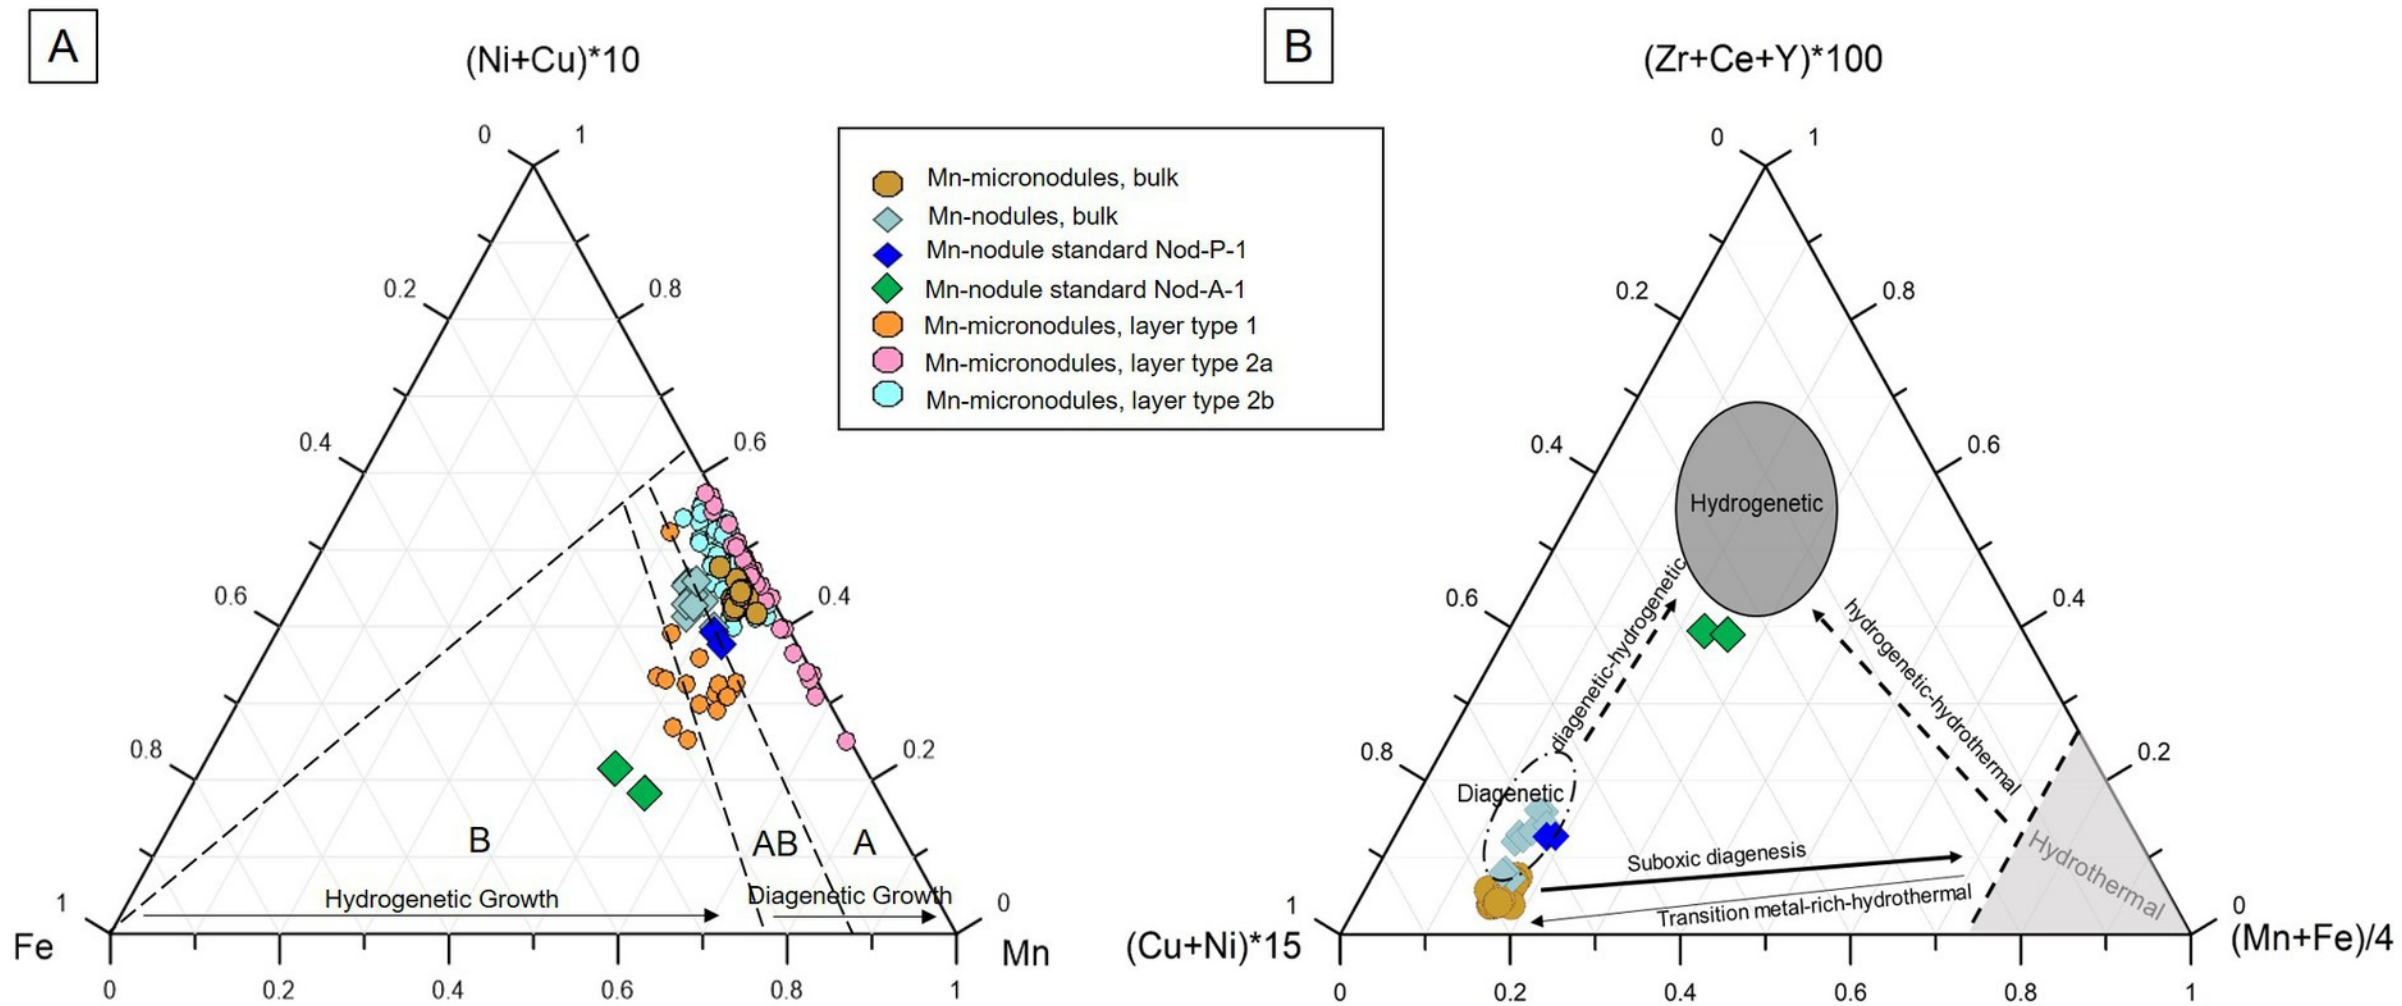 A
(Ni+Cu)*10
0
1
0.2
0.8
0.4
0.6
0.6
0.4
0.8
0.2
1
0
Fe
Mn
B
AB
A
Hydrogenetic Growth
Diagenetic Growth
0
0.2
0.4
0.6
0.8
1
Mn-micronodules, bulk
Mn-nodules, bulk
Mn-nodule standard Nod-P-1
Mn-nodule standard Nod-A-1
Mn-micronodules, layer type 1
Mn-micronodules, layer type 2a
Mn-micronodules, layer type 2b
B
(Zr+Ce+Y)*100
0
1
0.2
0.8
0.4
0.6
0.6
0.4
0.8
0.2
1
0
(Cu+Ni)*15
(Mn+Fe)/4
Hydrogenetic
diagenetic-hydrogenetic
hydrogenetic-hydrothermal
Diagenetic
Suboxic diagenesis
Transition metal-rich-hydrothermal
Hydrothermal
0
0.2
0.4
0.6
0.8
1